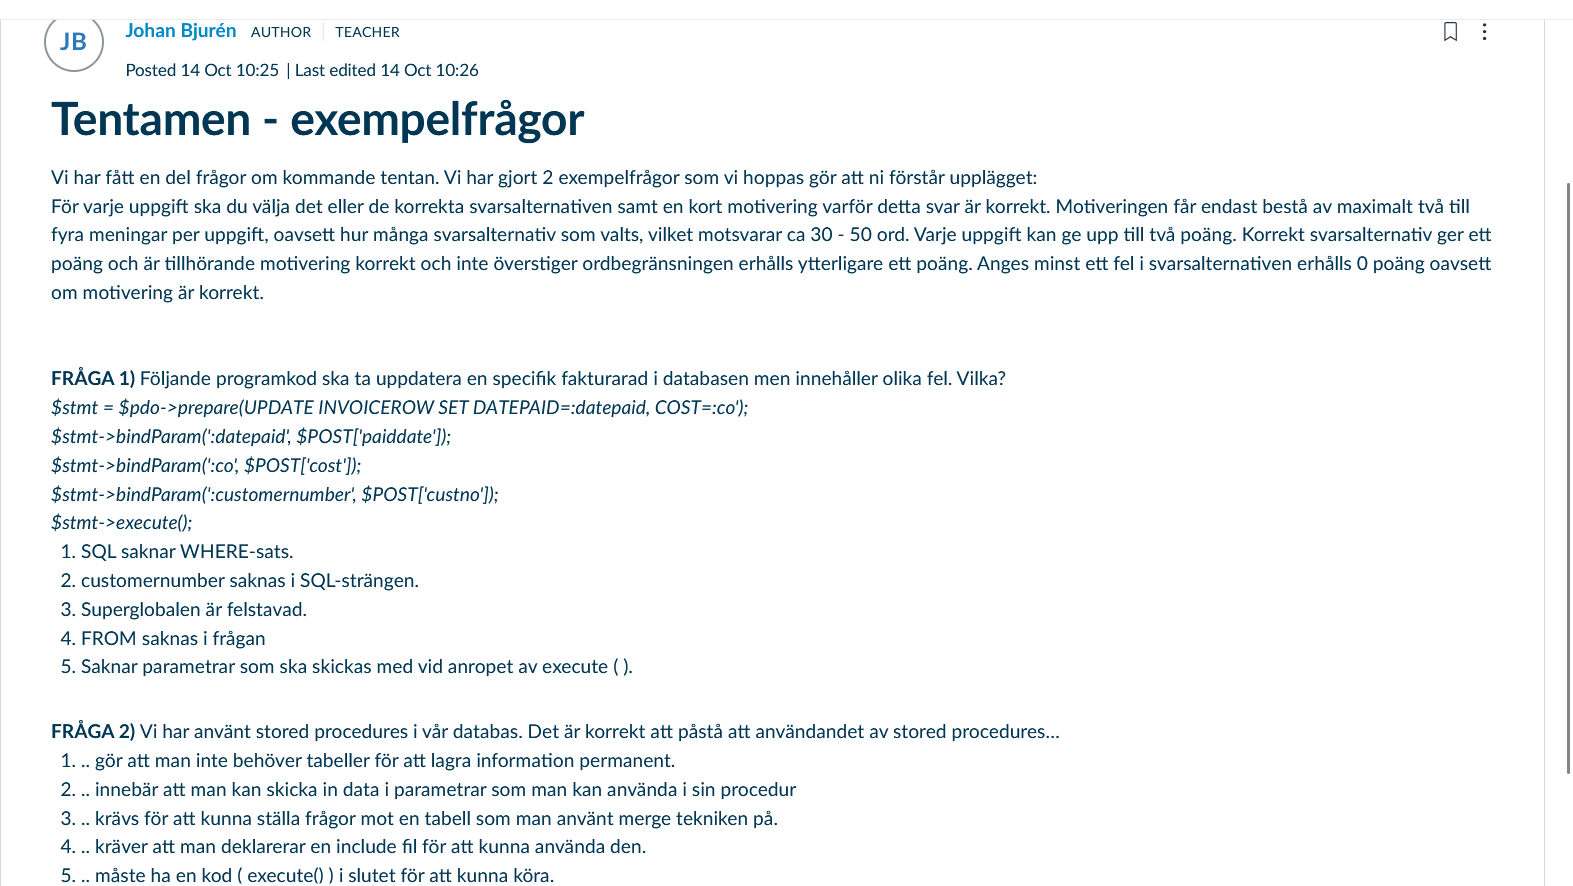 JB
Johan Bjurén AUTHOR | TEACHER
Posted 14 Oct 10:25 | Last edited 14 Oct 10:26
Tentamen - exempelfrågor
Vi har fått en del frågor om kommande tentan. Vi har gjort 2 exempelfrågor som vi hoppas gör att ni förstår upplägget:
För varje uppgift ska du välja det eller de korrekta svarsalternativen samt en kort motivering varför detta svar är korrekt. Motiveringen får endast bestå av maximalt två till
fyra meningar per uppgift, oavsett hur många svarsalternativ som valts, vilket motsvarar ca 30 - 50 ord. Varje uppgift kan ge upp till två poäng. Korrekt svarsalternativ ger ett
poäng och är tillhörande motivering korrekt och inte överstiger ordbegränsningen erhålls ytterligare ett poäng. Anges minst ett fel i svarsalternativen erhålls 0 poäng oavsett
om motivering är korrekt.
FRÅGA 1) Följande programkod ska ta uppdatera en specifik fakturarad i databasen men innehåller olika fel. Vilka?
$stmt = $pdo->prepare(UPDATE INVOICEROW SET DATEPAID=:datepaid, COST=:co');
$stmt->bindParam(':datepaid', $POST['paiddate']);
$stmt->bindParam(':co', $POST['cost']);
$stmt->bindParam(':customernumber', $POST['custno']);
$stmt->execute();
1. SQL saknar WHERE-sats.
2. customernumber saknas i SQL-strängen.
3. Superglobalen är felstavad.
4. FROM saknas i frågan
5. Saknar parametrar som ska skickas med vid anropet av execute ( ).
FRÅGA 2) Vi har använt stored procedures i vår databas. Det är korrekt att påstå att användandet av stored procedures...
1. .. gör att man inte behöver tabeller för att lagra information permanent.
2. .. innebär att man kan skicka in data i parametrar som man kan använda i sin procedur
3. .. krävs för att kunna ställa frågor mot en tabell som man använt merge tekniken på.
4. .. kräver att man deklarerar en include fil för att kunna använda den.
5. .. måste ha en kod ( execute() ) i slutet för att kunna köra.